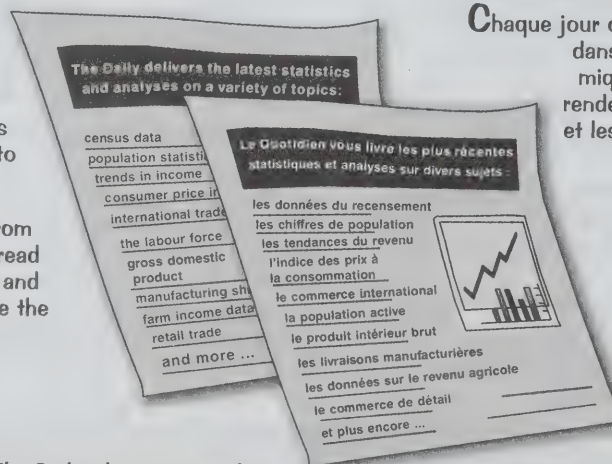 Chaque jour
dans
et les
to
read
and
e the
The Daily delivers the latest statistics
and analyses on a variety of topics:
census data
population
trends in income
consumer price
international trade
the labour force
gross domestic
product
manufacturing
farm income data
retail trade
and more ...
Le Quotidien vous livre les plus récentes
statistiques et analyses sur divers sujets :
les données du recensement
les chiffres de population
les tendances du revenu
l'indice des prix à
la consommation
le commerce international
la population active
le produit intérieur brut
les livraisons manufacturières
les données sur le revenu agricole
le commerce de détail
et plus encore ...